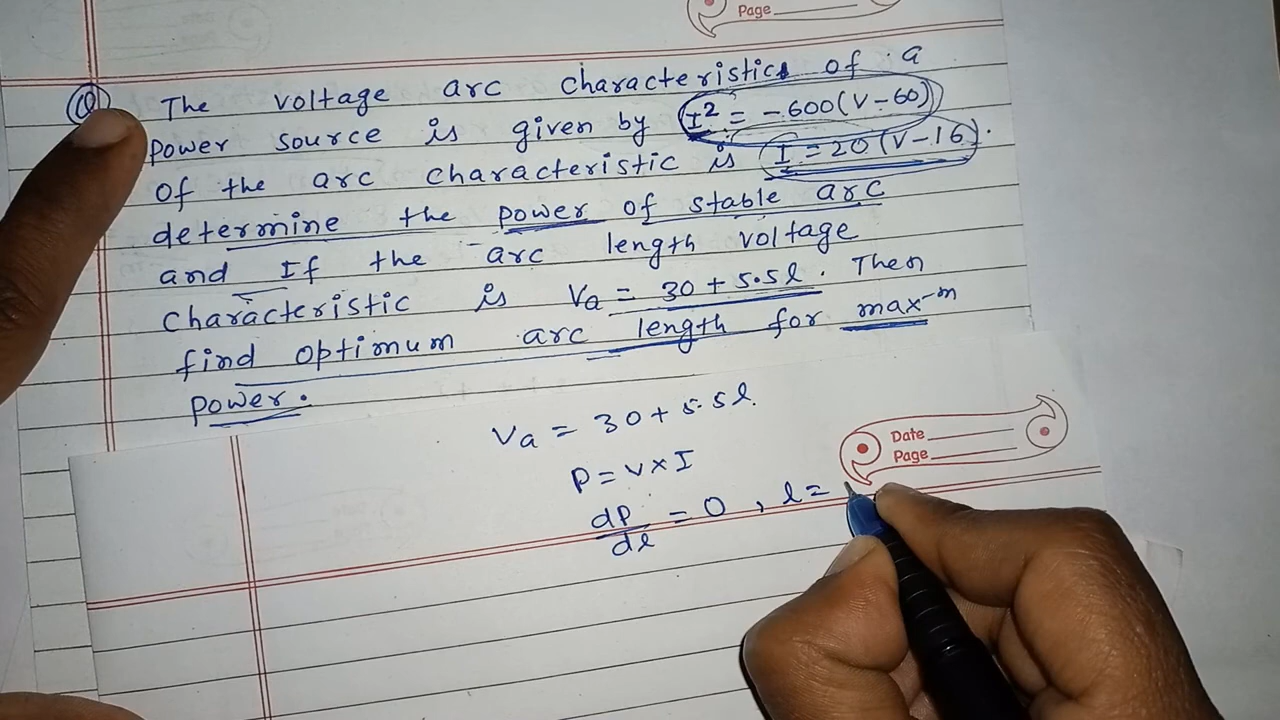 Page
Q The voltage arc characteristics of a
power source is given by I² = -600(V-60)
of the arc characteristic is I = 20(V-16).
determine the power of stable arc
and If the arc length voltage
characteristic is Va = 30 + 5.5l. Then
find optimum arc length for max-m
power.
Va = 30 + 5.5l.
P = V × I
dP/dl = 0, l =
Date
Page